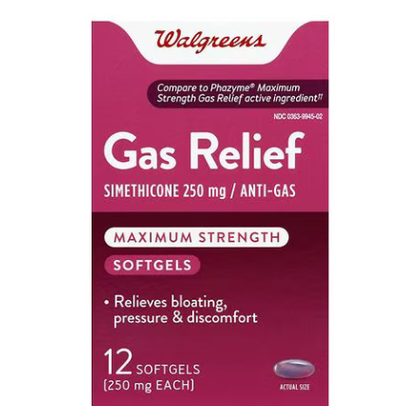 Walgreens
Compare to Phazyme® Maximum
Strength Gas Relief active ingredient††
NDC 0363-9945-02
Gas Relief
SIMETHICONE 250 mg / ANTI-GAS
MAXIMUM STRENGTH
SOFTGELS
• Relieves bloating,
pressure & discomfort
12 SOFTGELS
(250 mg EACH)
ACTUAL SIZE